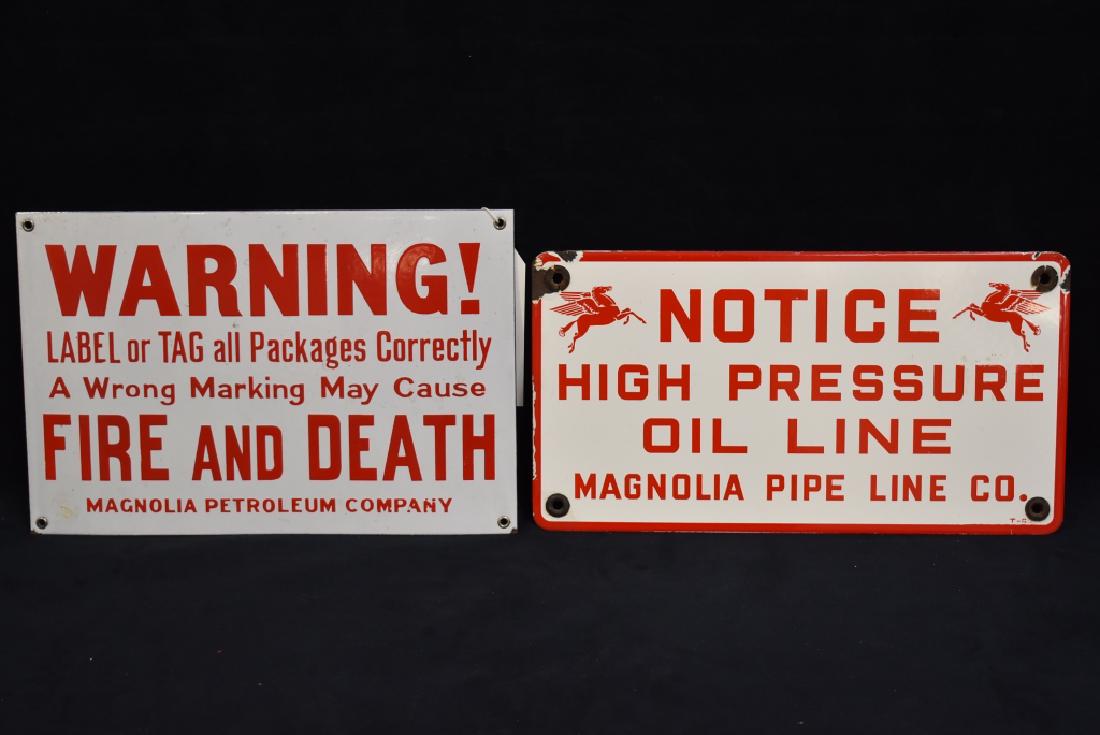 WARNING!
LABEL or TAG all Packages Correctly
A Wrong Marking May Cause
FIRE AND DEATH
MAGNOLIA PETROLEUM COMPANY
NOTICE
HIGH PRESSURE
OIL LINE
MAGNOLIA PIPE LINE CO.